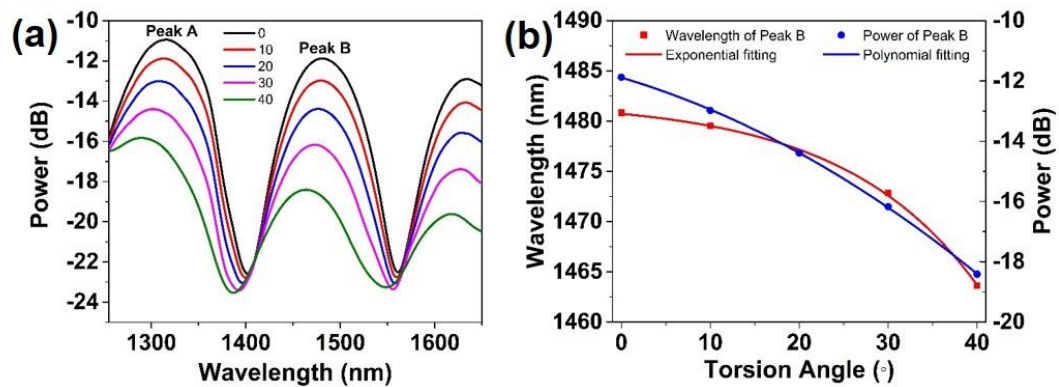 (a)
Peak A
Peak B
0
10
20
30
40
-10
-12
-14
-16
-18
-20
-22
-24
Power (dB)
1300
1400
1500
1600
Wavelength (nm)
(b)
Wavelength of Peak B
Exponential fitting
Power of Peak B
Polynomial fitting
1490
1485
1480
1475
1470
1465
1460
Wavelength (nm)
-10
-12
-14
-16
-18
-20
Power (dB)
0
10
20
30
40
Torsion Angle (◦)